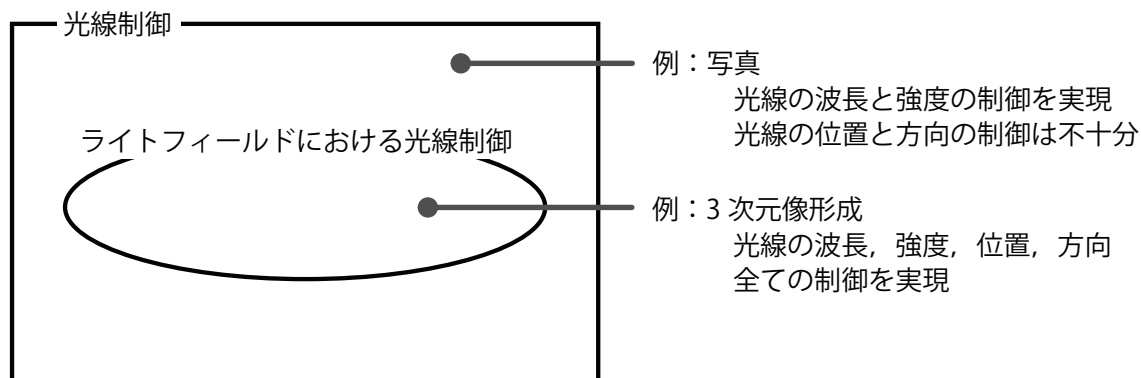 光線制御
例：写真
光線の波長と強度の制御を実現
光線の位置と方向の制御は不十分
ライトフィールドにおける光線制御
例：3 次元像形成
光線の波長，強度，位置，方向
全ての制御を実現